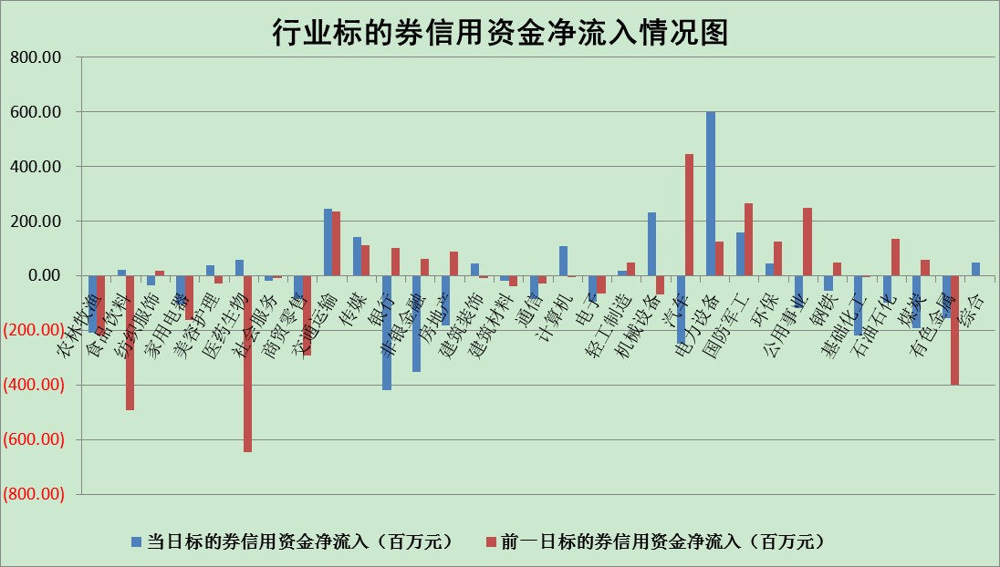 行业标的券信用资金净流入情况图
800.00
600.00
400.00
200.00
0.00
(200.00)
(400.00)
(600.00)
(800.00)
农林牧渔
食品饮料
纺织服饰
家用电器
美容护理
医药生物
社会服务
商贸零售
交通运输
传媒
银行
非银金融
房地产
建筑装饰
建筑材料
通信
计算机
电子
轻工制造
机械设备
汽车
电力设备
国防军工
环保
公用事业
钢铁
基础化工
石油石化
煤炭
有色金属
综合
当日标的券信用资金净流入（百万元） 前一日标的券信用资金净流入（百万元）